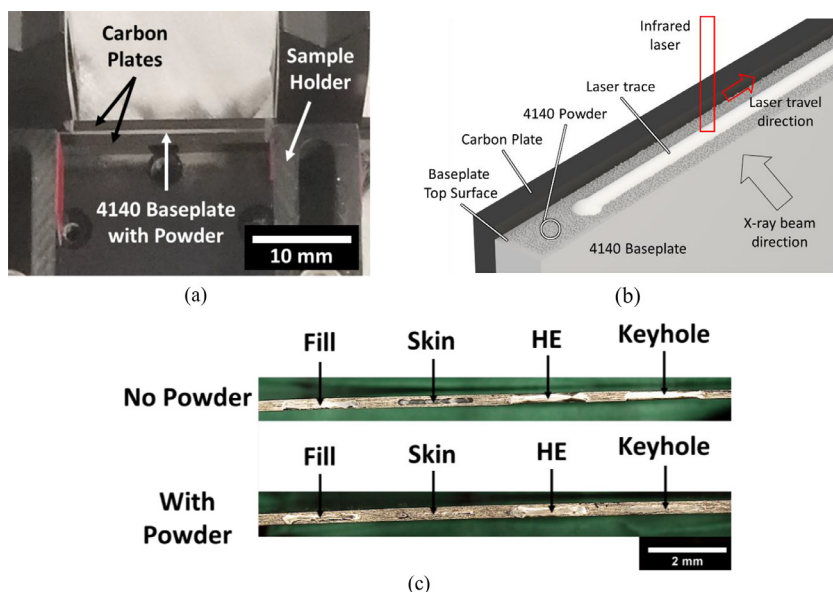 Carbon
Plates
Sample
Holder
4140 Baseplate
with Powder
10 mm
(a)
Infrared
laser
Laser trace
4140 Powder
Laser travel
direction
Carbon Plate
Baseplate
Top Surface
X-ray beam
direction
4140 Baseplate
(b)
Fill Skin HE Keyhole
No Powder
Fill Skin HE Keyhole
With
Powder
2 mm
(c)